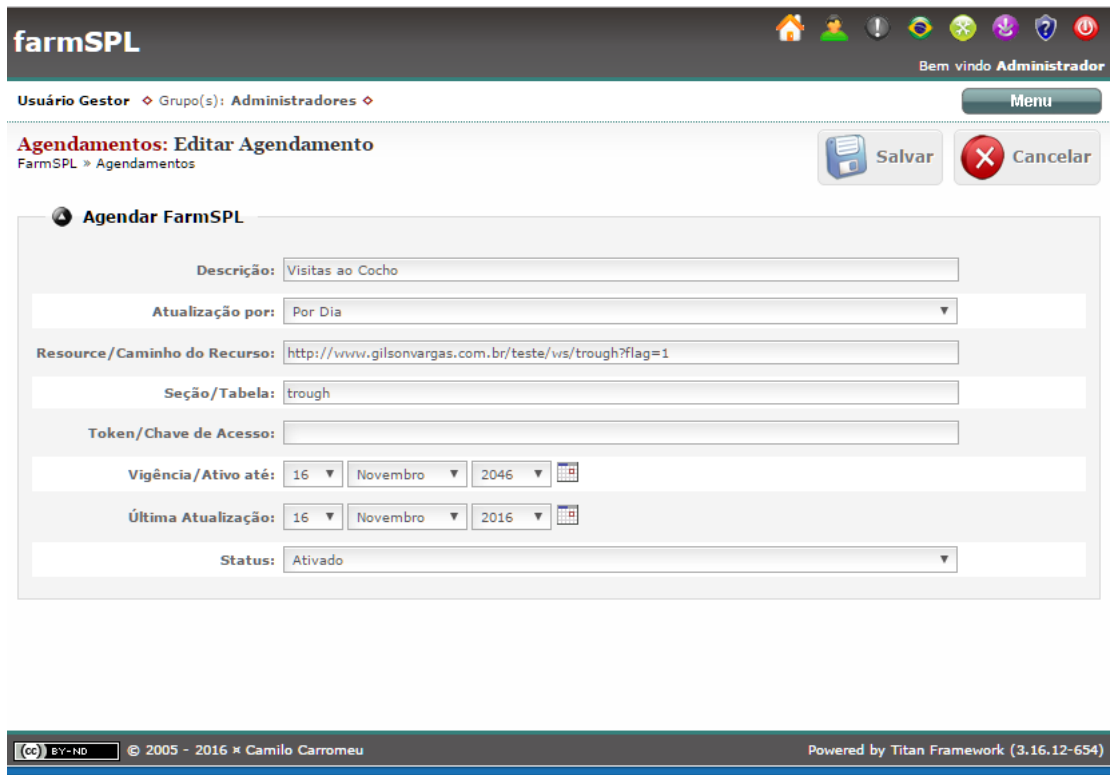 farmSPL
Bem vindo Administrador
Usuário Gestor ◇ Grupo(s): Administradores ◇
Menu
Agendamentos: Editar Agendamento
FarmSPL » Agendamentos
Salvar
Cancelar
Agendar FarmSPL
Descrição: Visitas ao Cocho
Atualização por: Por Dia
Resource/Caminho do Recurso: http://www.gilsonvargas.com.br/teste/ws/trough?flag=1
Seção/Tabela: trough
Token/Chave de Acesso:
Vigência/Ativo até: 16 Novembro 2046
Última Atualização: 16 Novembro 2016
Status: Ativado
(cc) BY-ND © 2005 - 2016 × Camilo Carromeu
Powered by Titan Framework (3.16.12-654)